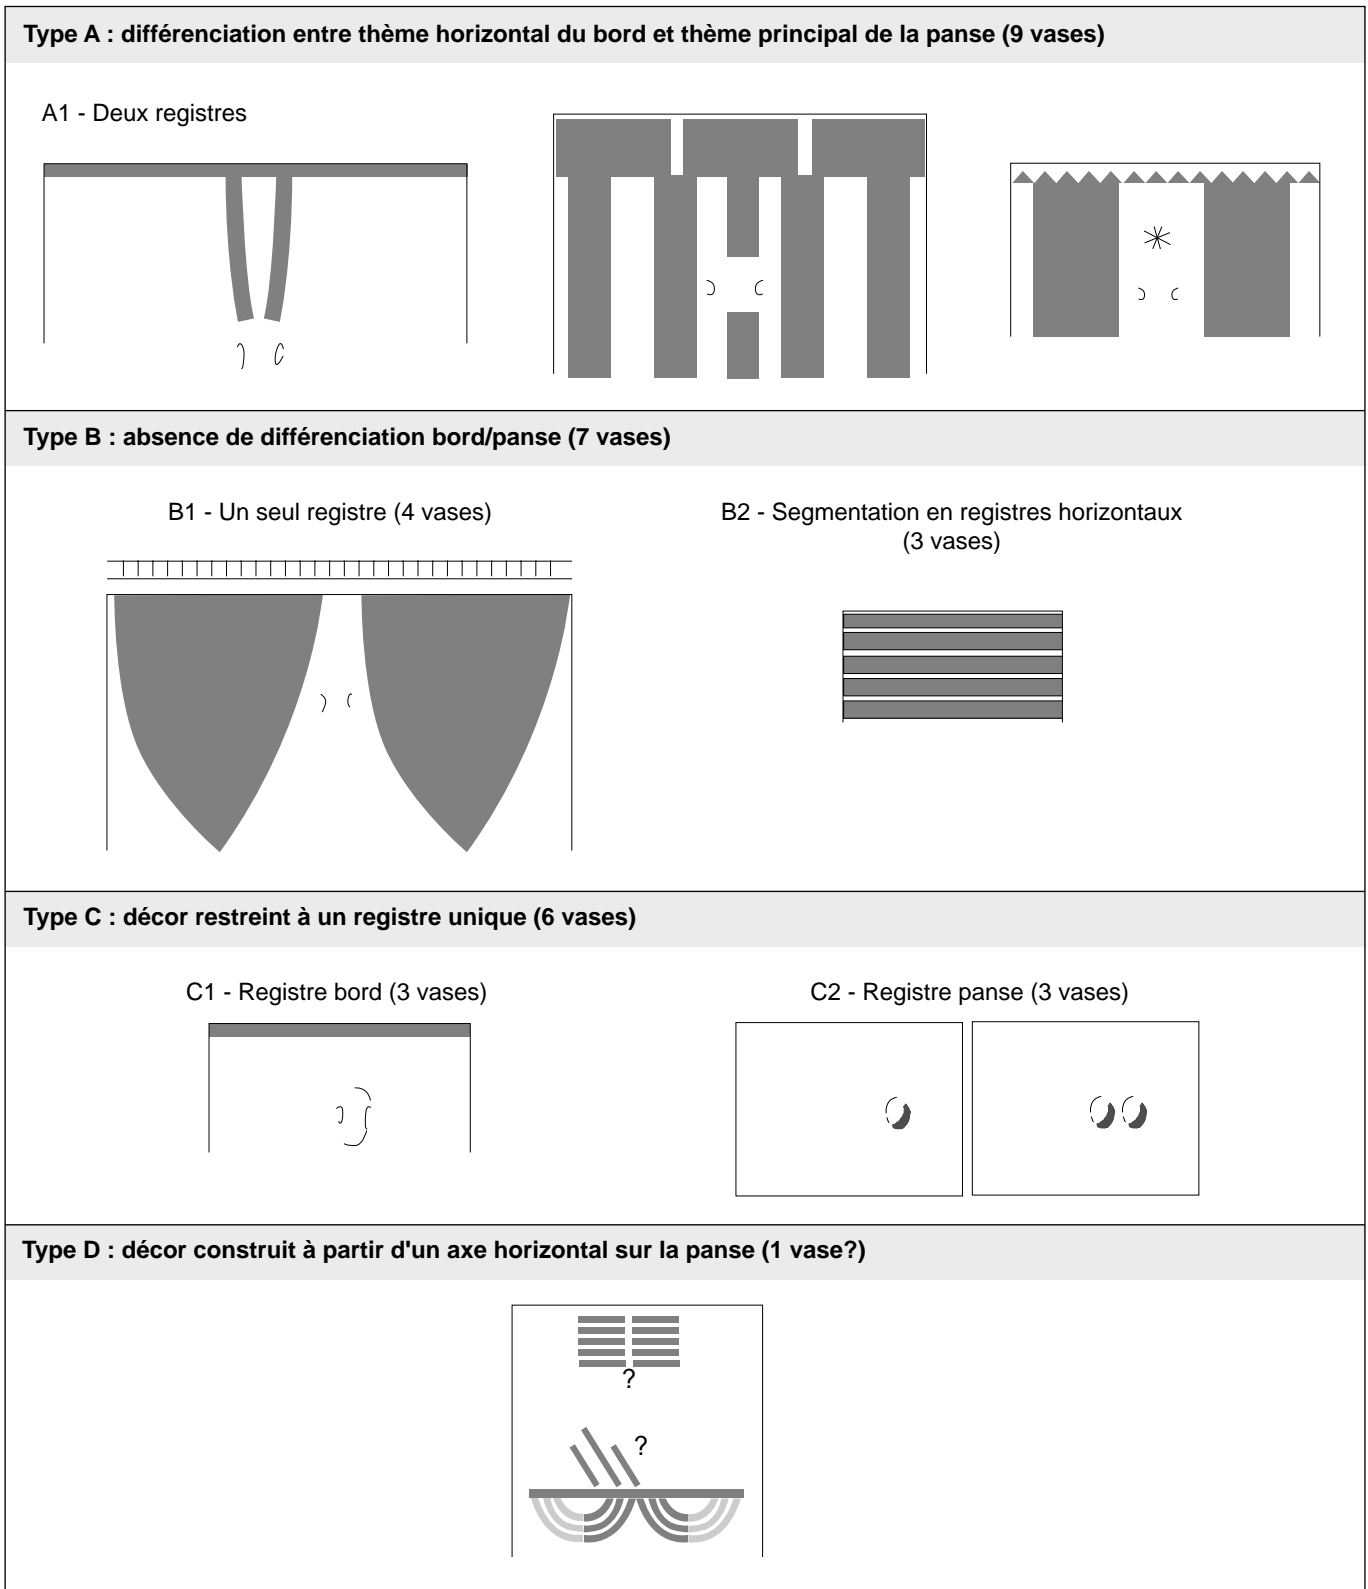 Type A : différenciation entre thème horizontal du bord et thème principal de la panse (9 vases)
A1 - Deux registres
Type B : absence de différenciation bord/panse (7 vases)
B1 - Un seul registre (4 vases)
B2 - Segmentation en registres horizontaux
(3 vases)
Type C : décor restreint à un registre unique (6 vases)
C1 - Registre bord (3 vases)
C2 - Registre panse (3 vases)
Type D : décor construit à partir d'un axe horizontal sur la panse (1 vase?)
?
?